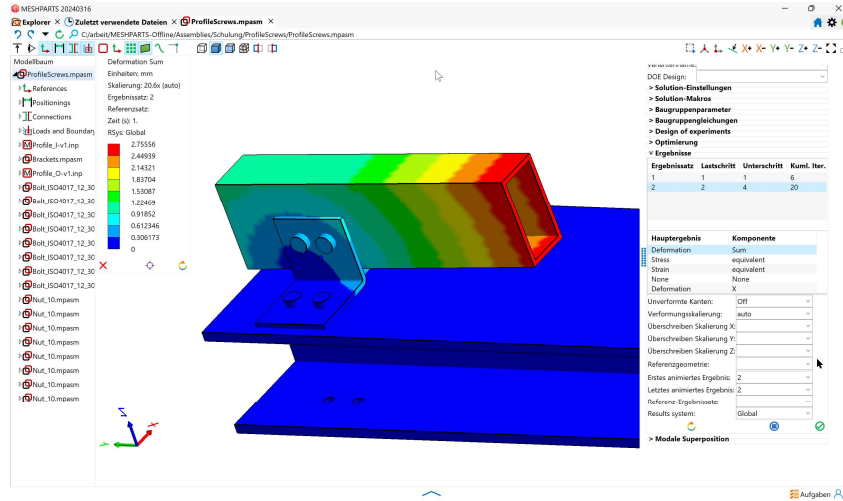 MESHPARTS 20240316
Explorer × Zuletzt verwendete Dateien × ProfileScrews.mpasm ×
C:/arbeit/MESHPARTS-Offline/Assemblies/Schulung/ProfileScrews/ProfileScrews.mpasm
X+ X- Y+ Y- Z+ Z-
Modellbaum
ProfileScrews.mpasm
References
Positionings
Connections
Loads and Boundary
Profile_I-v1.inp
Brackets.mpasm
Profile_O-v1.inp
Bolt_ISO4017_12_30
Bolt_ISO4017_12_30
Bolt_ISO4017_12_30
Bolt_ISO4017_12_30
Bolt_ISO4017_12_30
Bolt_ISO4017_12_30
Bolt_ISO4017_12_30
Bolt_ISO4017_12_30
Nut_10.mpasm
Nut_10.mpasm
Nut_10.mpasm
Nut_10.mpasm
Nut_10.mpasm
Nut_10.mpasm
Nut_10.mpasm
Nut_10.mpasm
Deformation Sum
Einheiten: mm
Skalierung: 20.6x (auto)
Ergebnissatz: 2
Referenzsatz:
Zeit (s): 1.
RSys: Global
2.75556
2.44939
2.14321
1.83704
1.53087
1.22469
0.91852
0.612346
0.306173
0
Z
Y
X
DOE Design:
> Solution-Einstellungen
> Solution-Makros
> Baugruppenparameter
> Baugruppengleichungen
> Design of experiments
> Optimierung
v Ergebnisse
Ergebnissatz Lastschritt Unterschritt Kuml. Iter.
1 1 1 6
2 2 4 20
Hauptergebnis Komponente
Deformation Sum
Stress equivalent
Strain equivalent
None None
Deformation X
Unverformte Kanten: Off
Verformungsskalierung: auto
Überschreiben Skalierung X:
Überschreiben Skalierung Y:
Überschreiben Skalierung Z:
Referenzgeometrie:
Erstes animiertes Ergebnis: 2
Letztes animiertes Ergebnis: 2
Referenz-Ergebnissatz:
Results system: Global
> Modale Superposition
Aufgaben